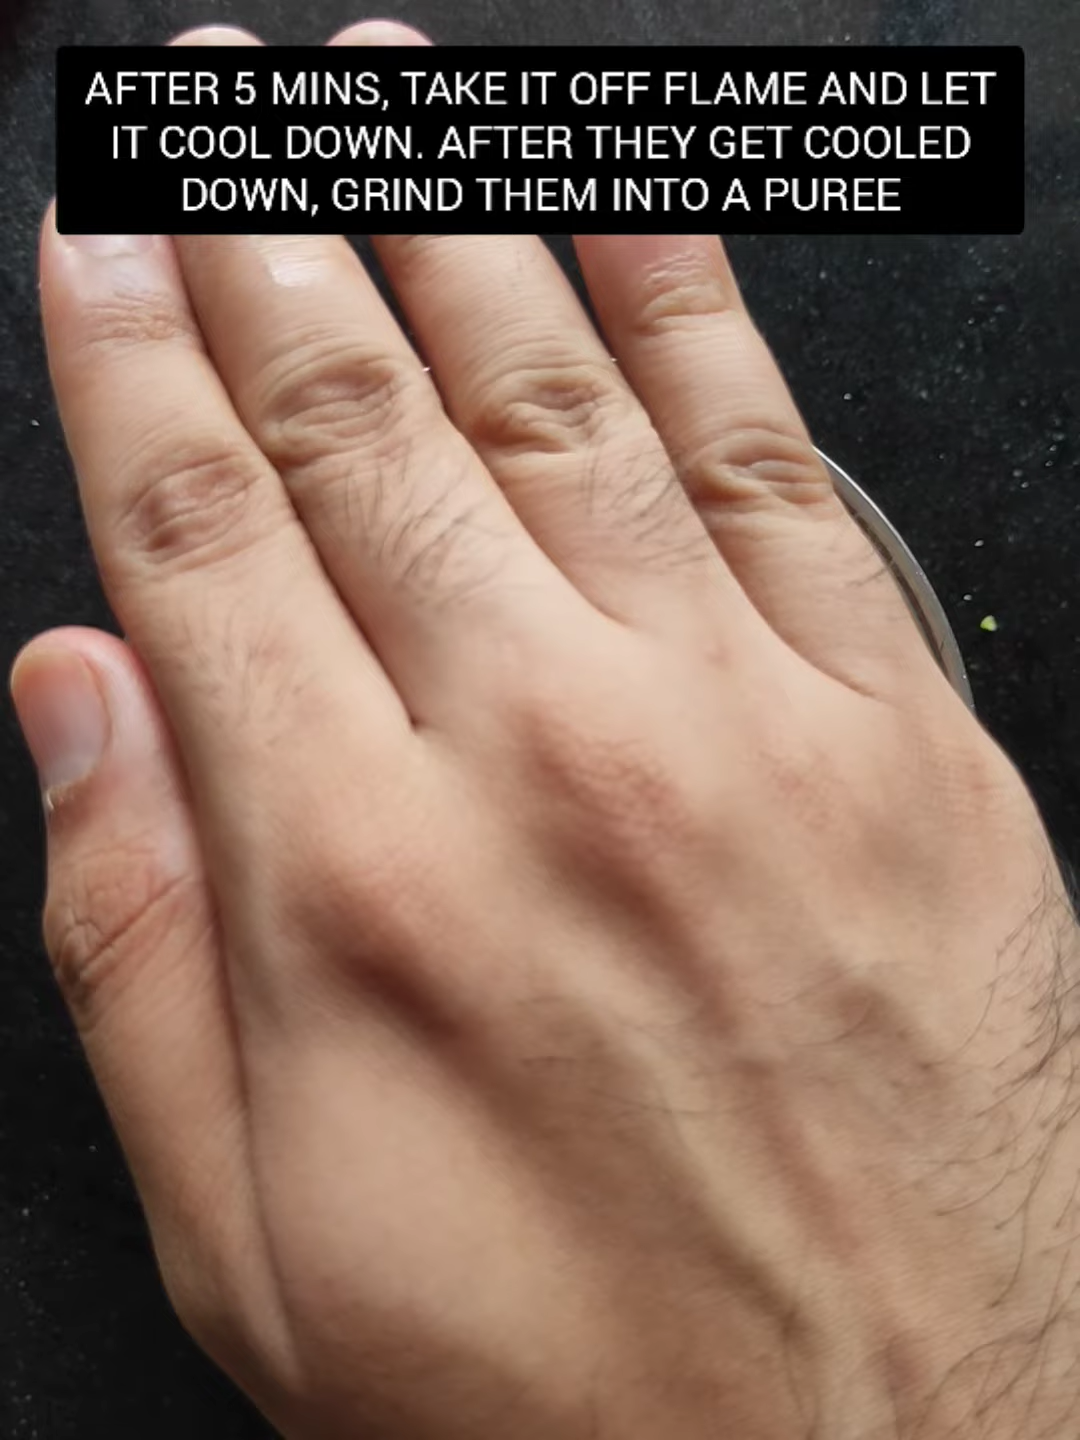 AFTER 5 MINS, TAKE IT OFF FLAME AND LET
IT COOL DOWN. AFTER THEY GET COOLED
DOWN, GRIND THEM INTO A PUREE